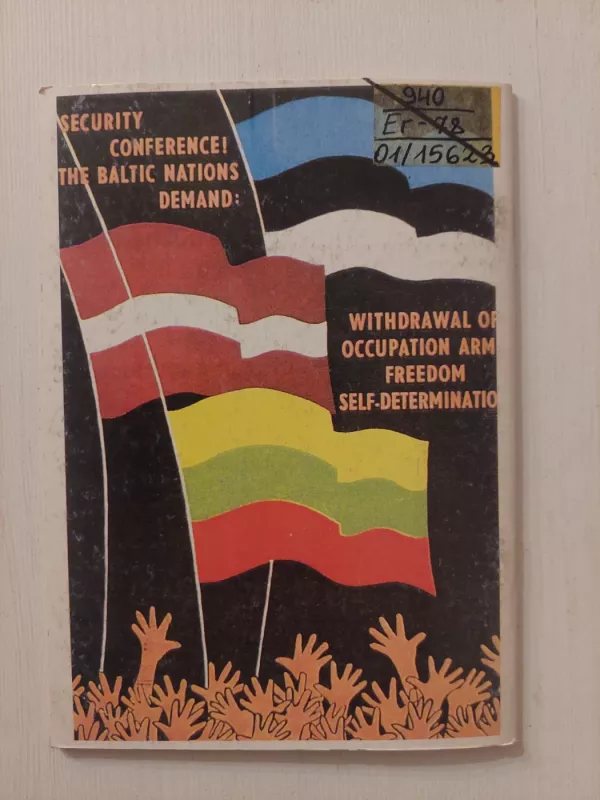 SECURITY
CONFERENCE!
THE BALTIC NATIONS
DEMAND:
940
Er-78
01/15623
WITHDRAWAL OF
OCCUPATION ARM
FREEDOM
SELF-DETERMINATIO